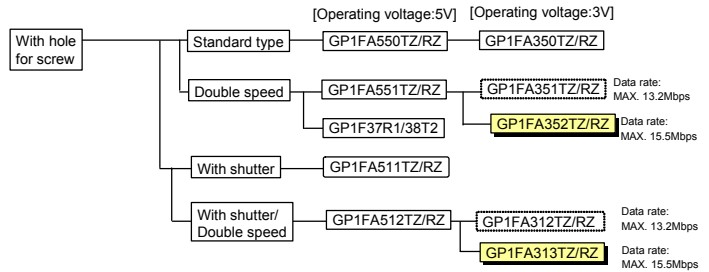 [Operating voltage:5V] [Operating voltage:3V]
With hole
for screw
Standard type
GP1FA550TZ/RZ
GP1FA350TZ/RZ
Double speed
GP1FA551TZ/RZ
GP1FA351TZ/RZ
Data rate:
MAX. 13.2Mbps
GP1F37R1/38T2
GP1FA352TZ/RZ
Data rate:
MAX. 15.5Mbps
With shutter
GP1FA511TZ/RZ
With shutter/
Double speed
GP1FA512TZ/RZ
GP1FA312TZ/RZ
Data rate:
MAX. 13.2Mbps
GP1FA313TZ/RZ
Data rate:
MAX. 15.5Mbps